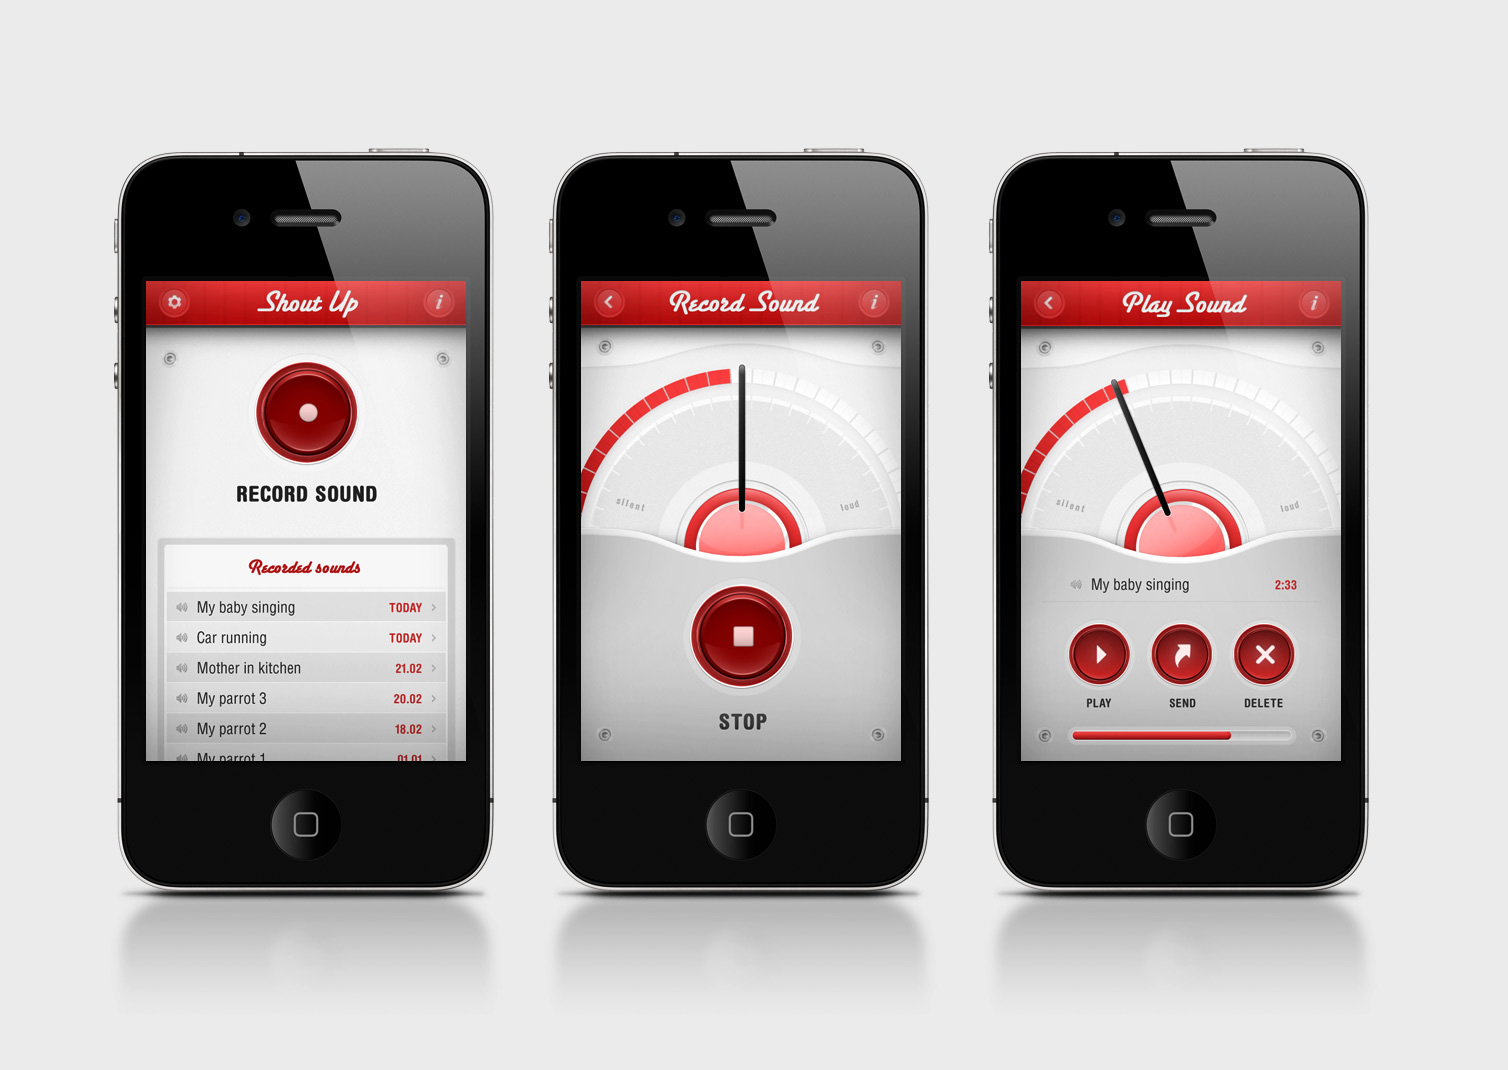 Shout Up
RECORD SOUND
Recorded sounds
My baby singing TODAY
Car running TODAY
Mother in kitchen 21.02
My parrot 3 20.02
My parrot 2 18.02
My parrot 1 01.01
Record Sound
silent loud
STOP
Play Sound
silent loud
My baby singing 2:33
PLAY SEND DELETE